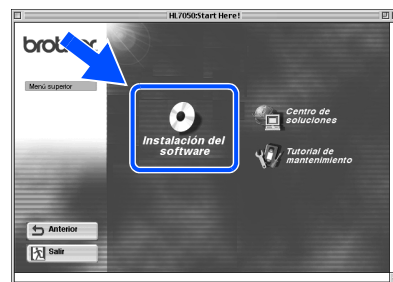 HL7050:Start Here!
brother
Menú superior
Instalación del
software
Centro de
soluciones
Tutorial de
mantenimiento
Anterior
Salir